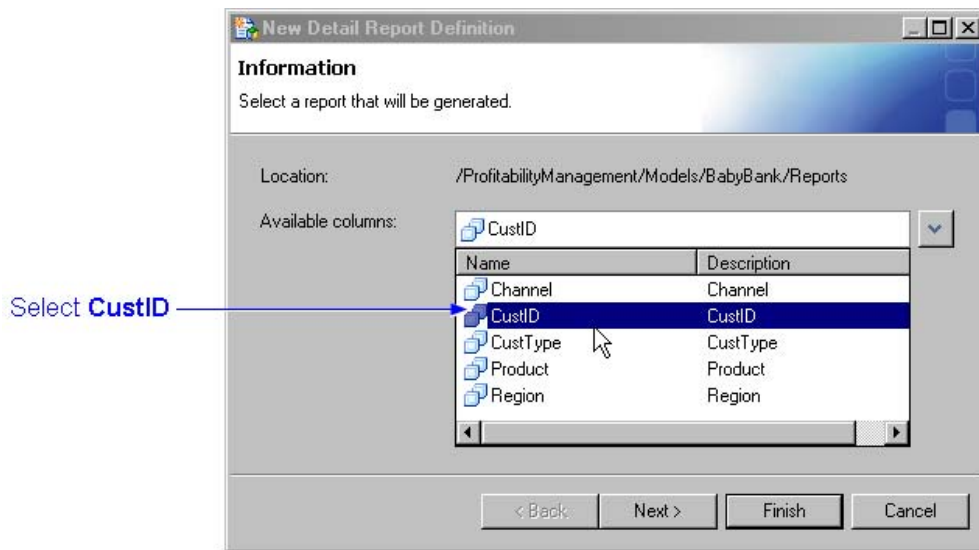 New Detail Report Definition
Information
Select a report that will be generated.
Location: /ProfitabilityManagement/Models/BabyBank/Reports
Available columns: CustID
Name Description
Channel Channel
Select CustID
CustID CustID
CustType CustType
Product Product
Region Region
< Back Next > Finish Cancel